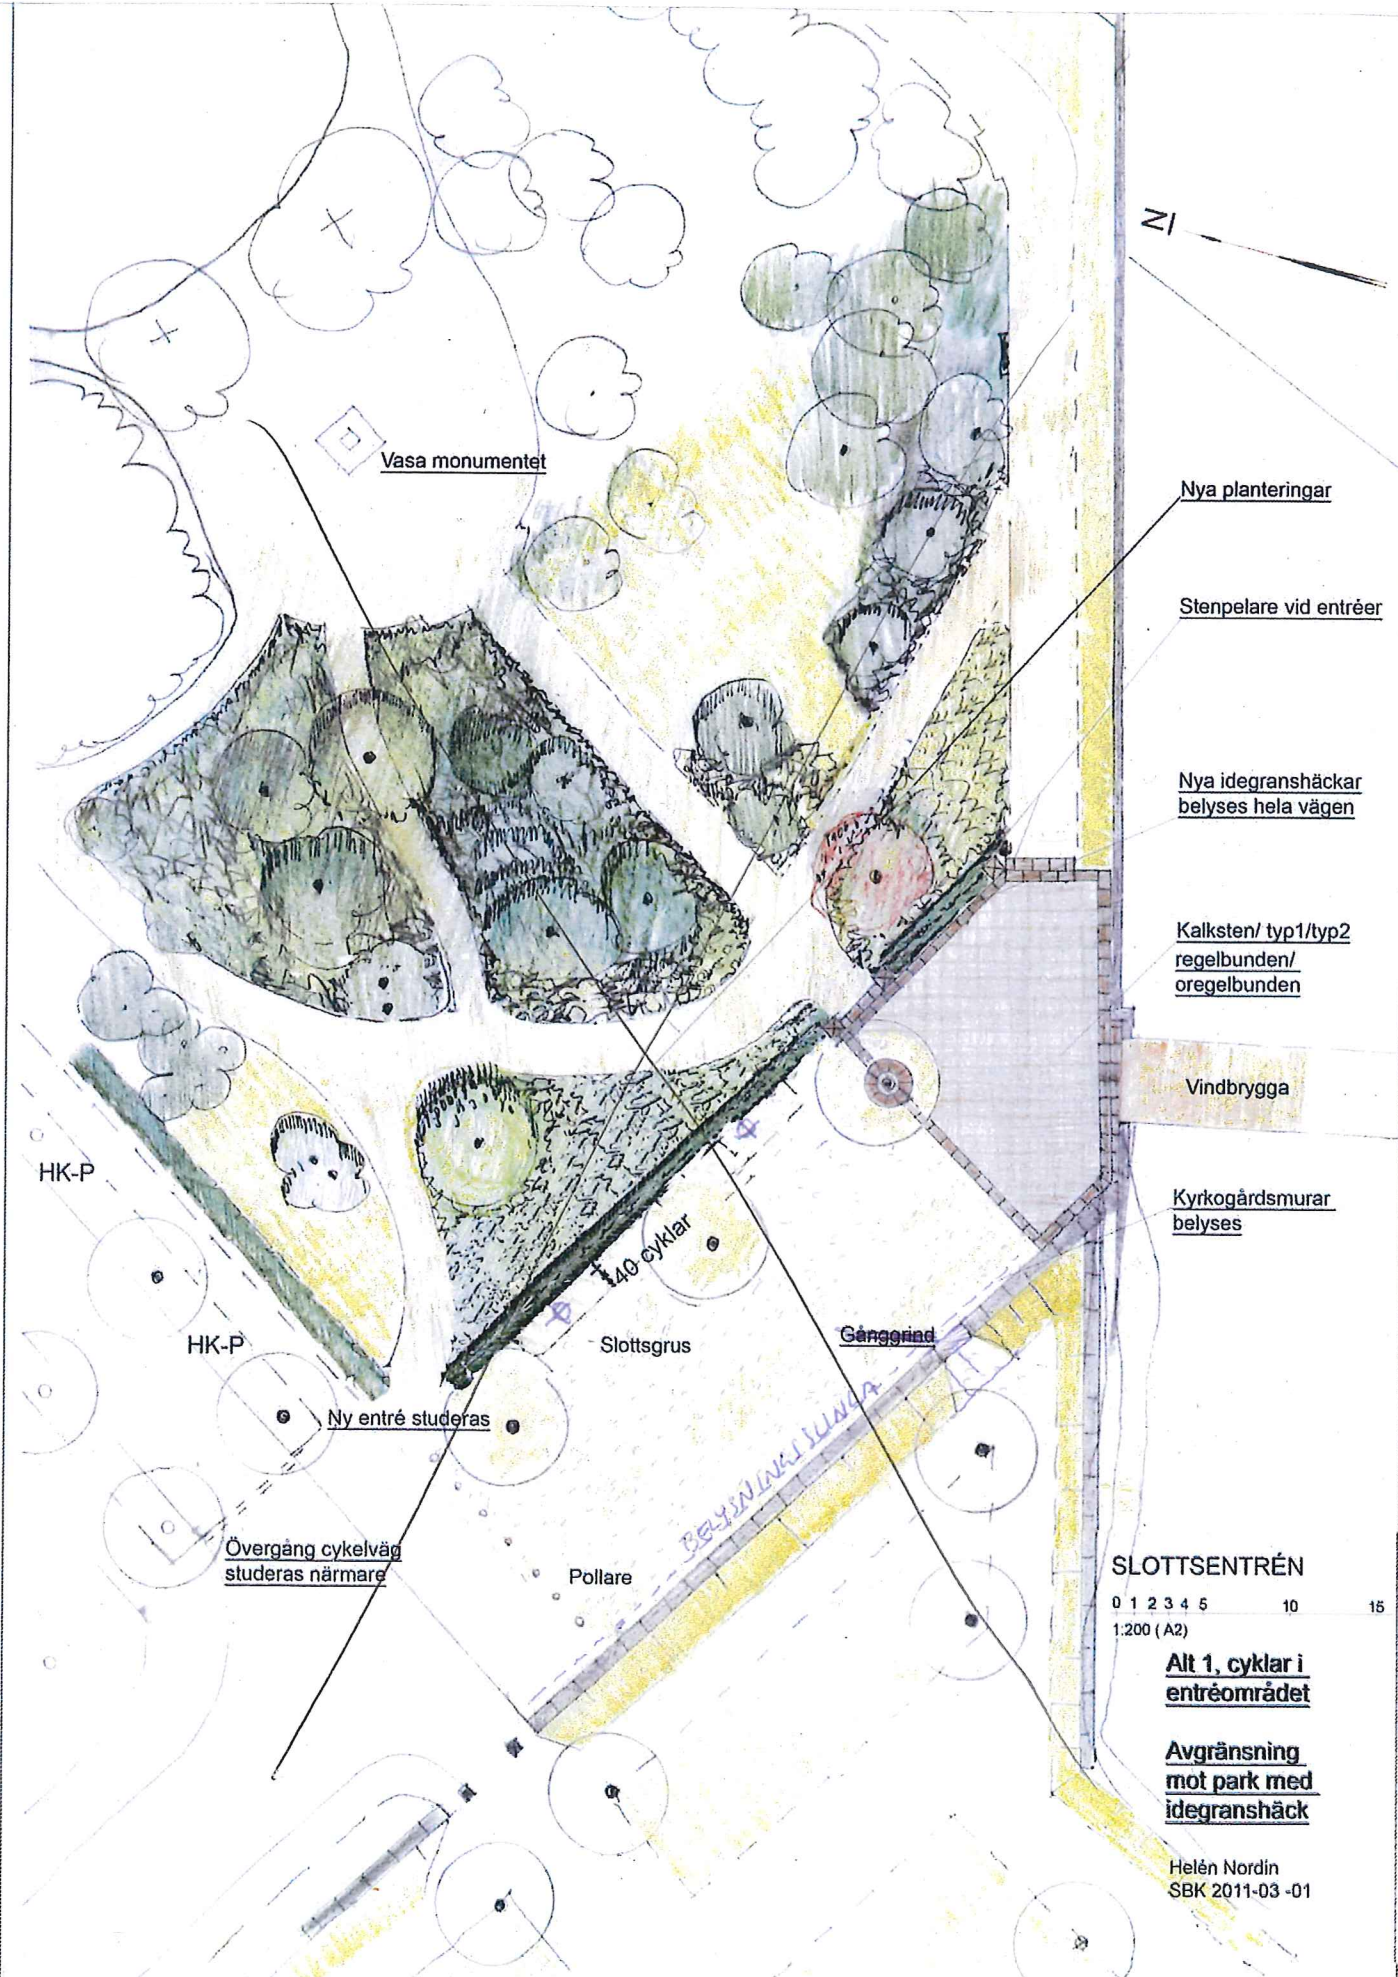 N
Vasa monumentet
Nya planteringar
Stenpelare vid entréer
Nya idegranshäckar
belyses hela vägen
Kalksten/ typ1/typ2
regelbunden/
oregelbunden
Vindbrygga
HK-P
Kyrkogårdsmurar
belyses
40 cyklar
HK-P
Slottsgrus
Gånggrind
Ny entré studeras
Övergång cykelväg
studeras närmare
Pollare
SLOTTSENTRÉN
0 1 2 3 4 5 10 15
1:200 ( A2)
Alt 1, cyklar i
entréområdet
Avgränsning
mot park med
idegranshäck
Helén Nordin
SBK 2011-03 -01